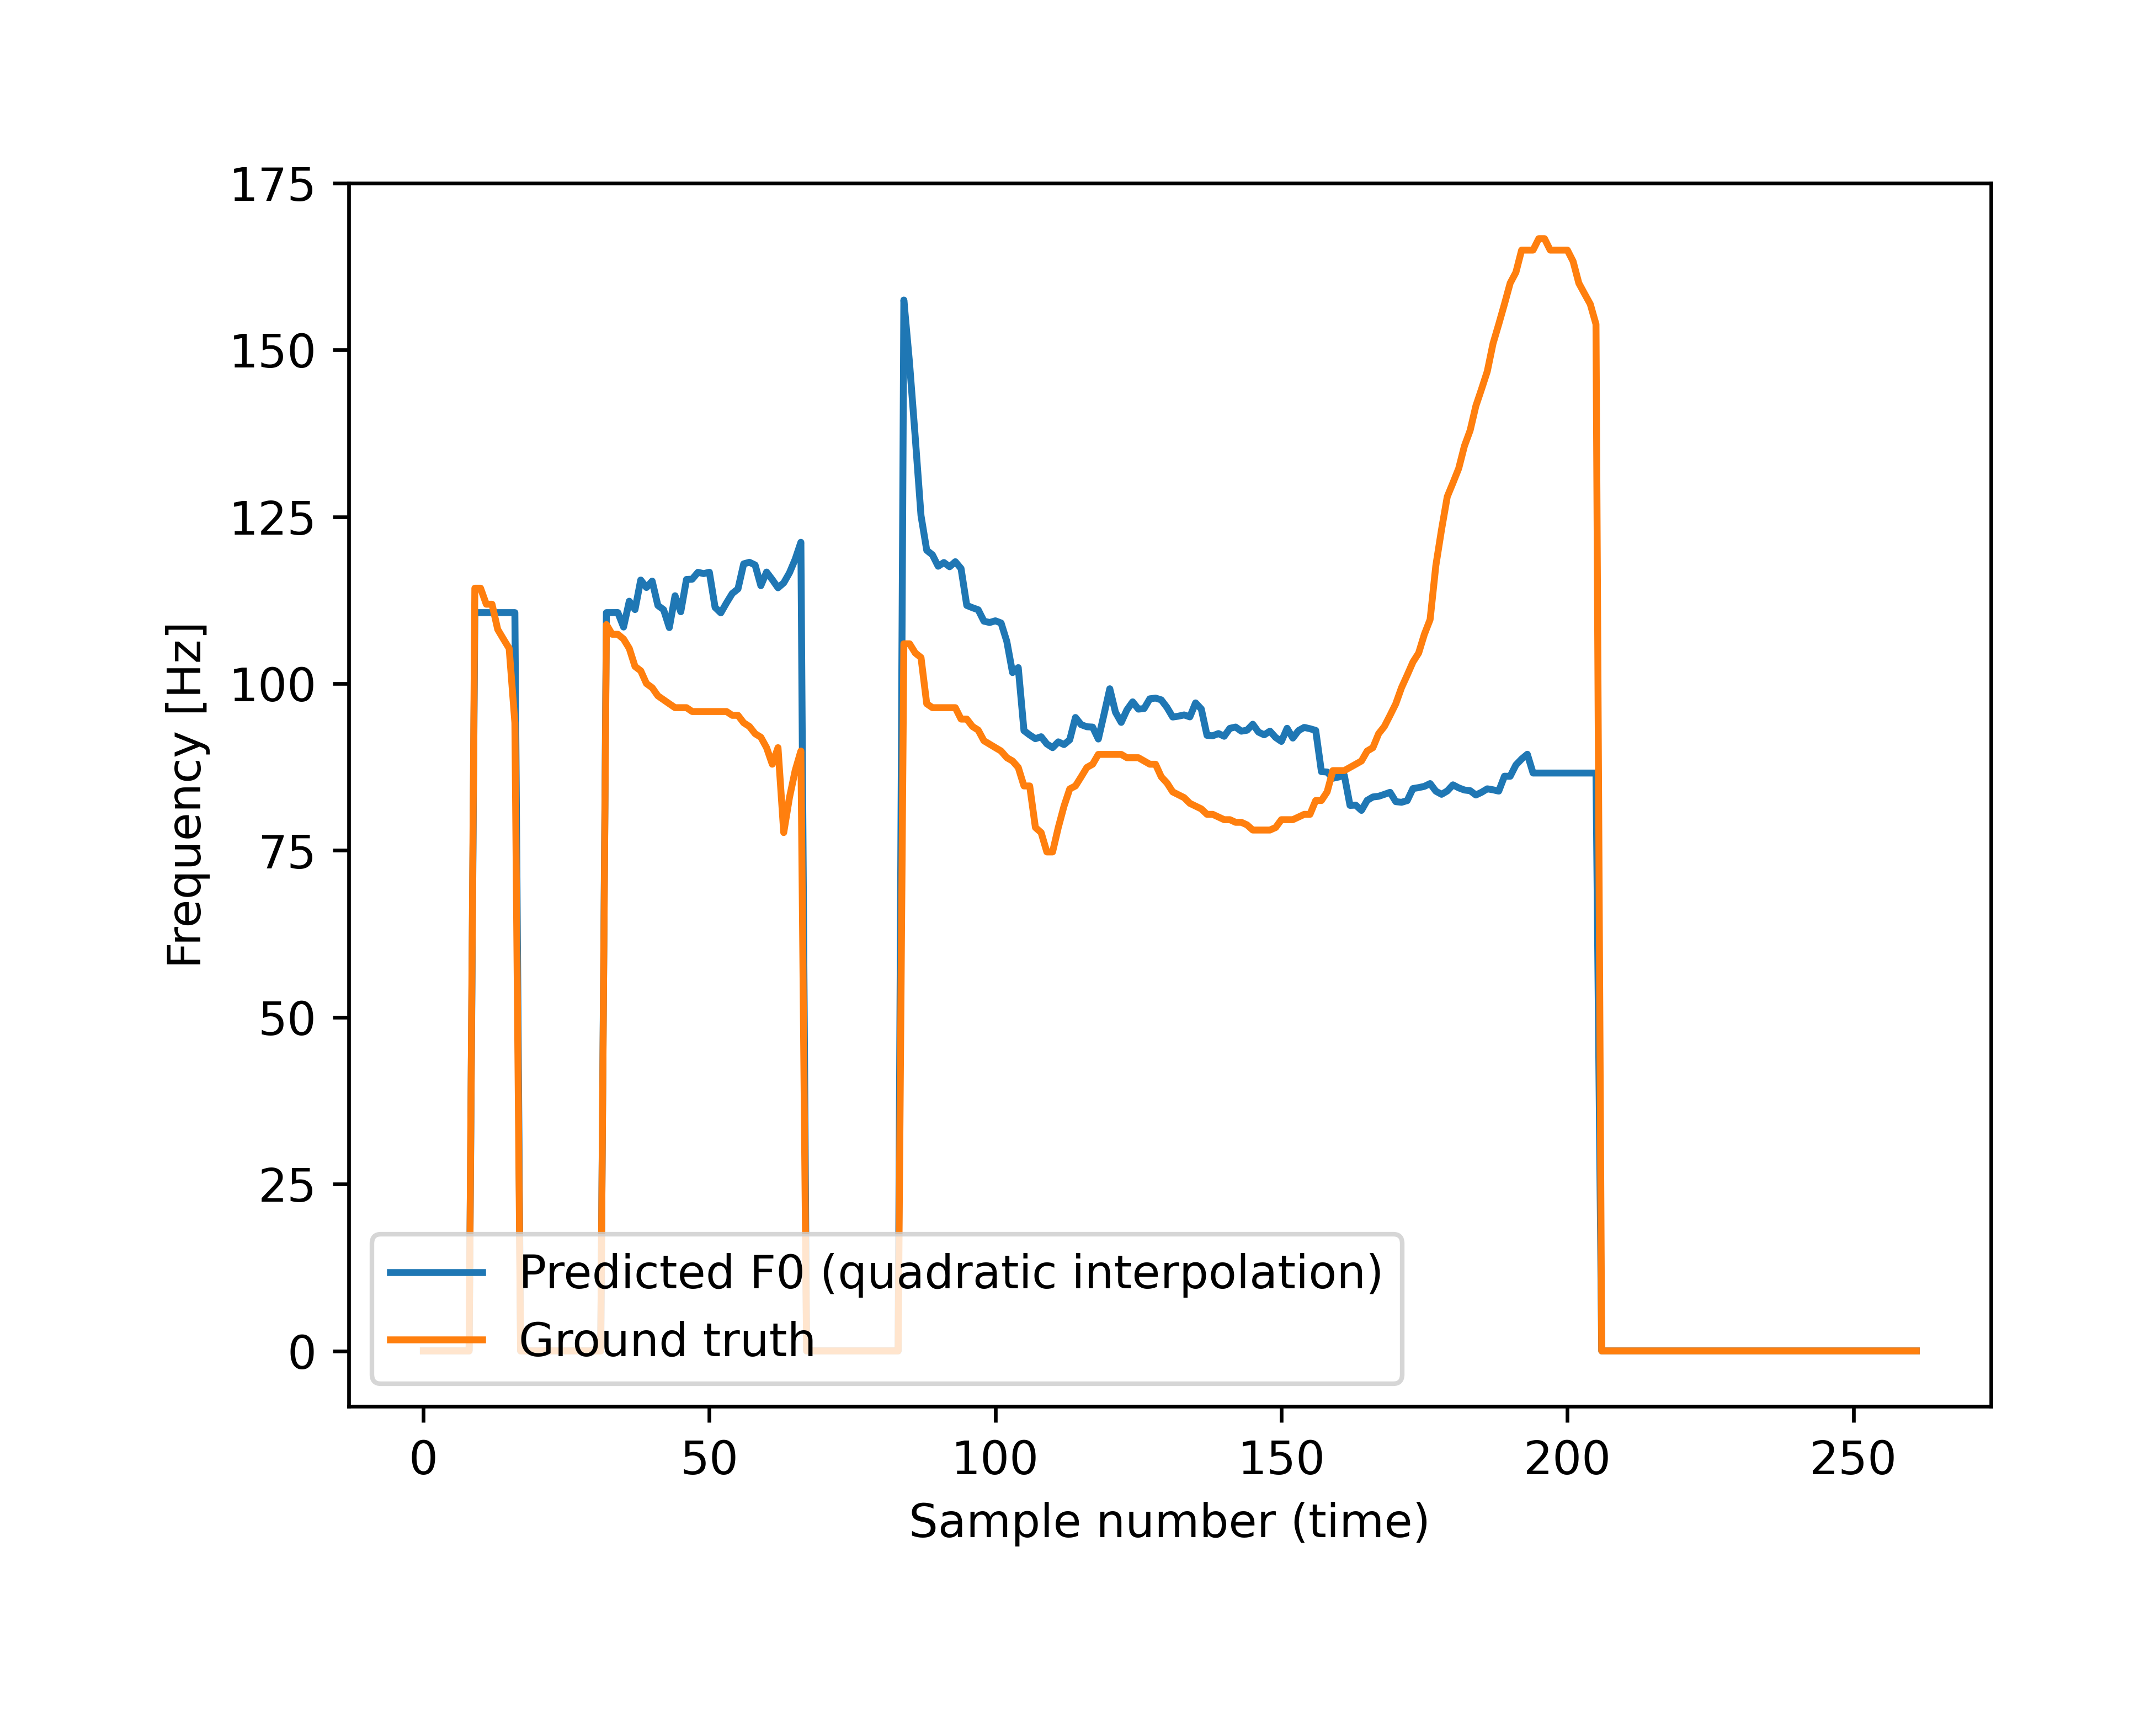 175
150
125
100
75
50
25
0
Frequency [Hz]
Predicted F0 (quadratic interpolation)
Ground truth
0 50 100 150 200 250
Sample number (time)